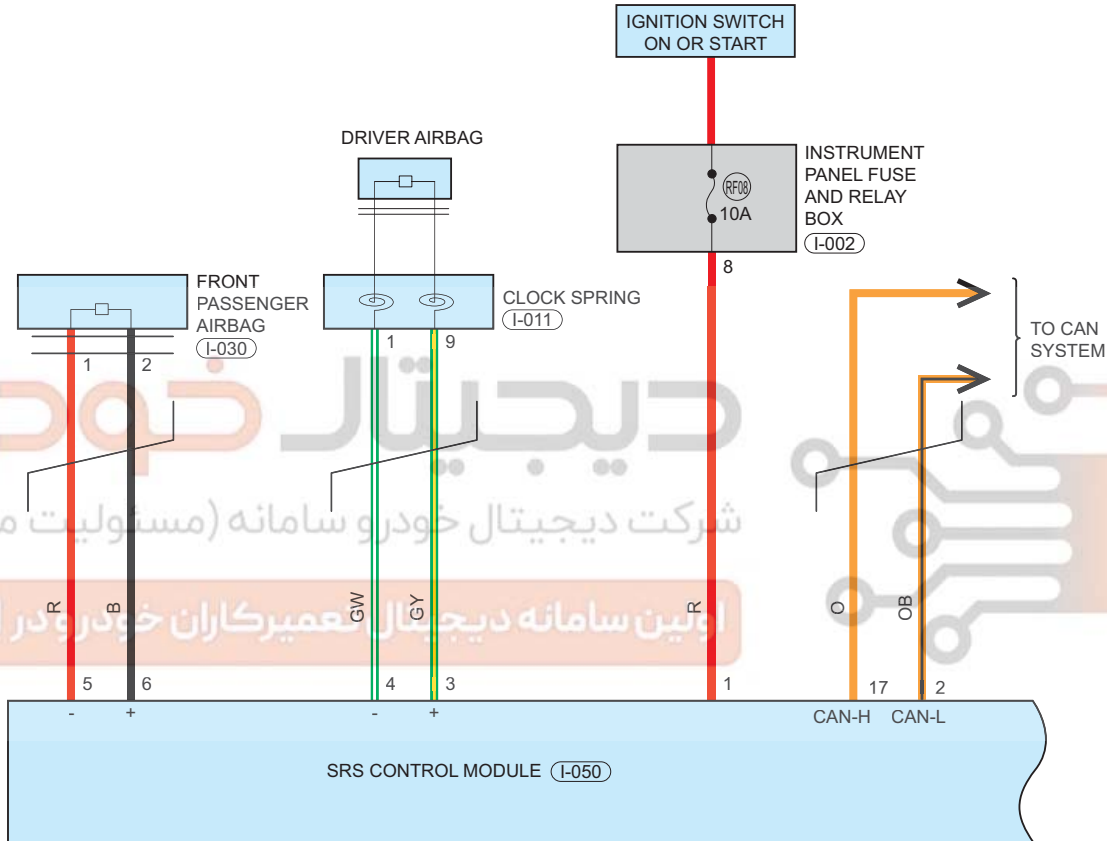 IGNITION SWITCH
ON OR START
DRIVER AIRBAG
INSTRUMENT
PANEL FUSE
AND RELAY
BOX
I-002
RF08
10A
8
FRONT
PASSENGER
AIRBAG
I-030
CLOCK SPRING
I-011
TO CAN
SYSTEM
1
2
1
9
دیجیتال خود
شرکت دیجیتال خودرو سامانه (مسئولیت م
اولین سامانه دیجیتال تعمیرکاران خودرو در ا
R
B
GW
GY
R
O
OB
5
6
4
3
1
17
2
-
+
-
+
CAN-H
CAN-L
SRS CONTROL MODULE I-050